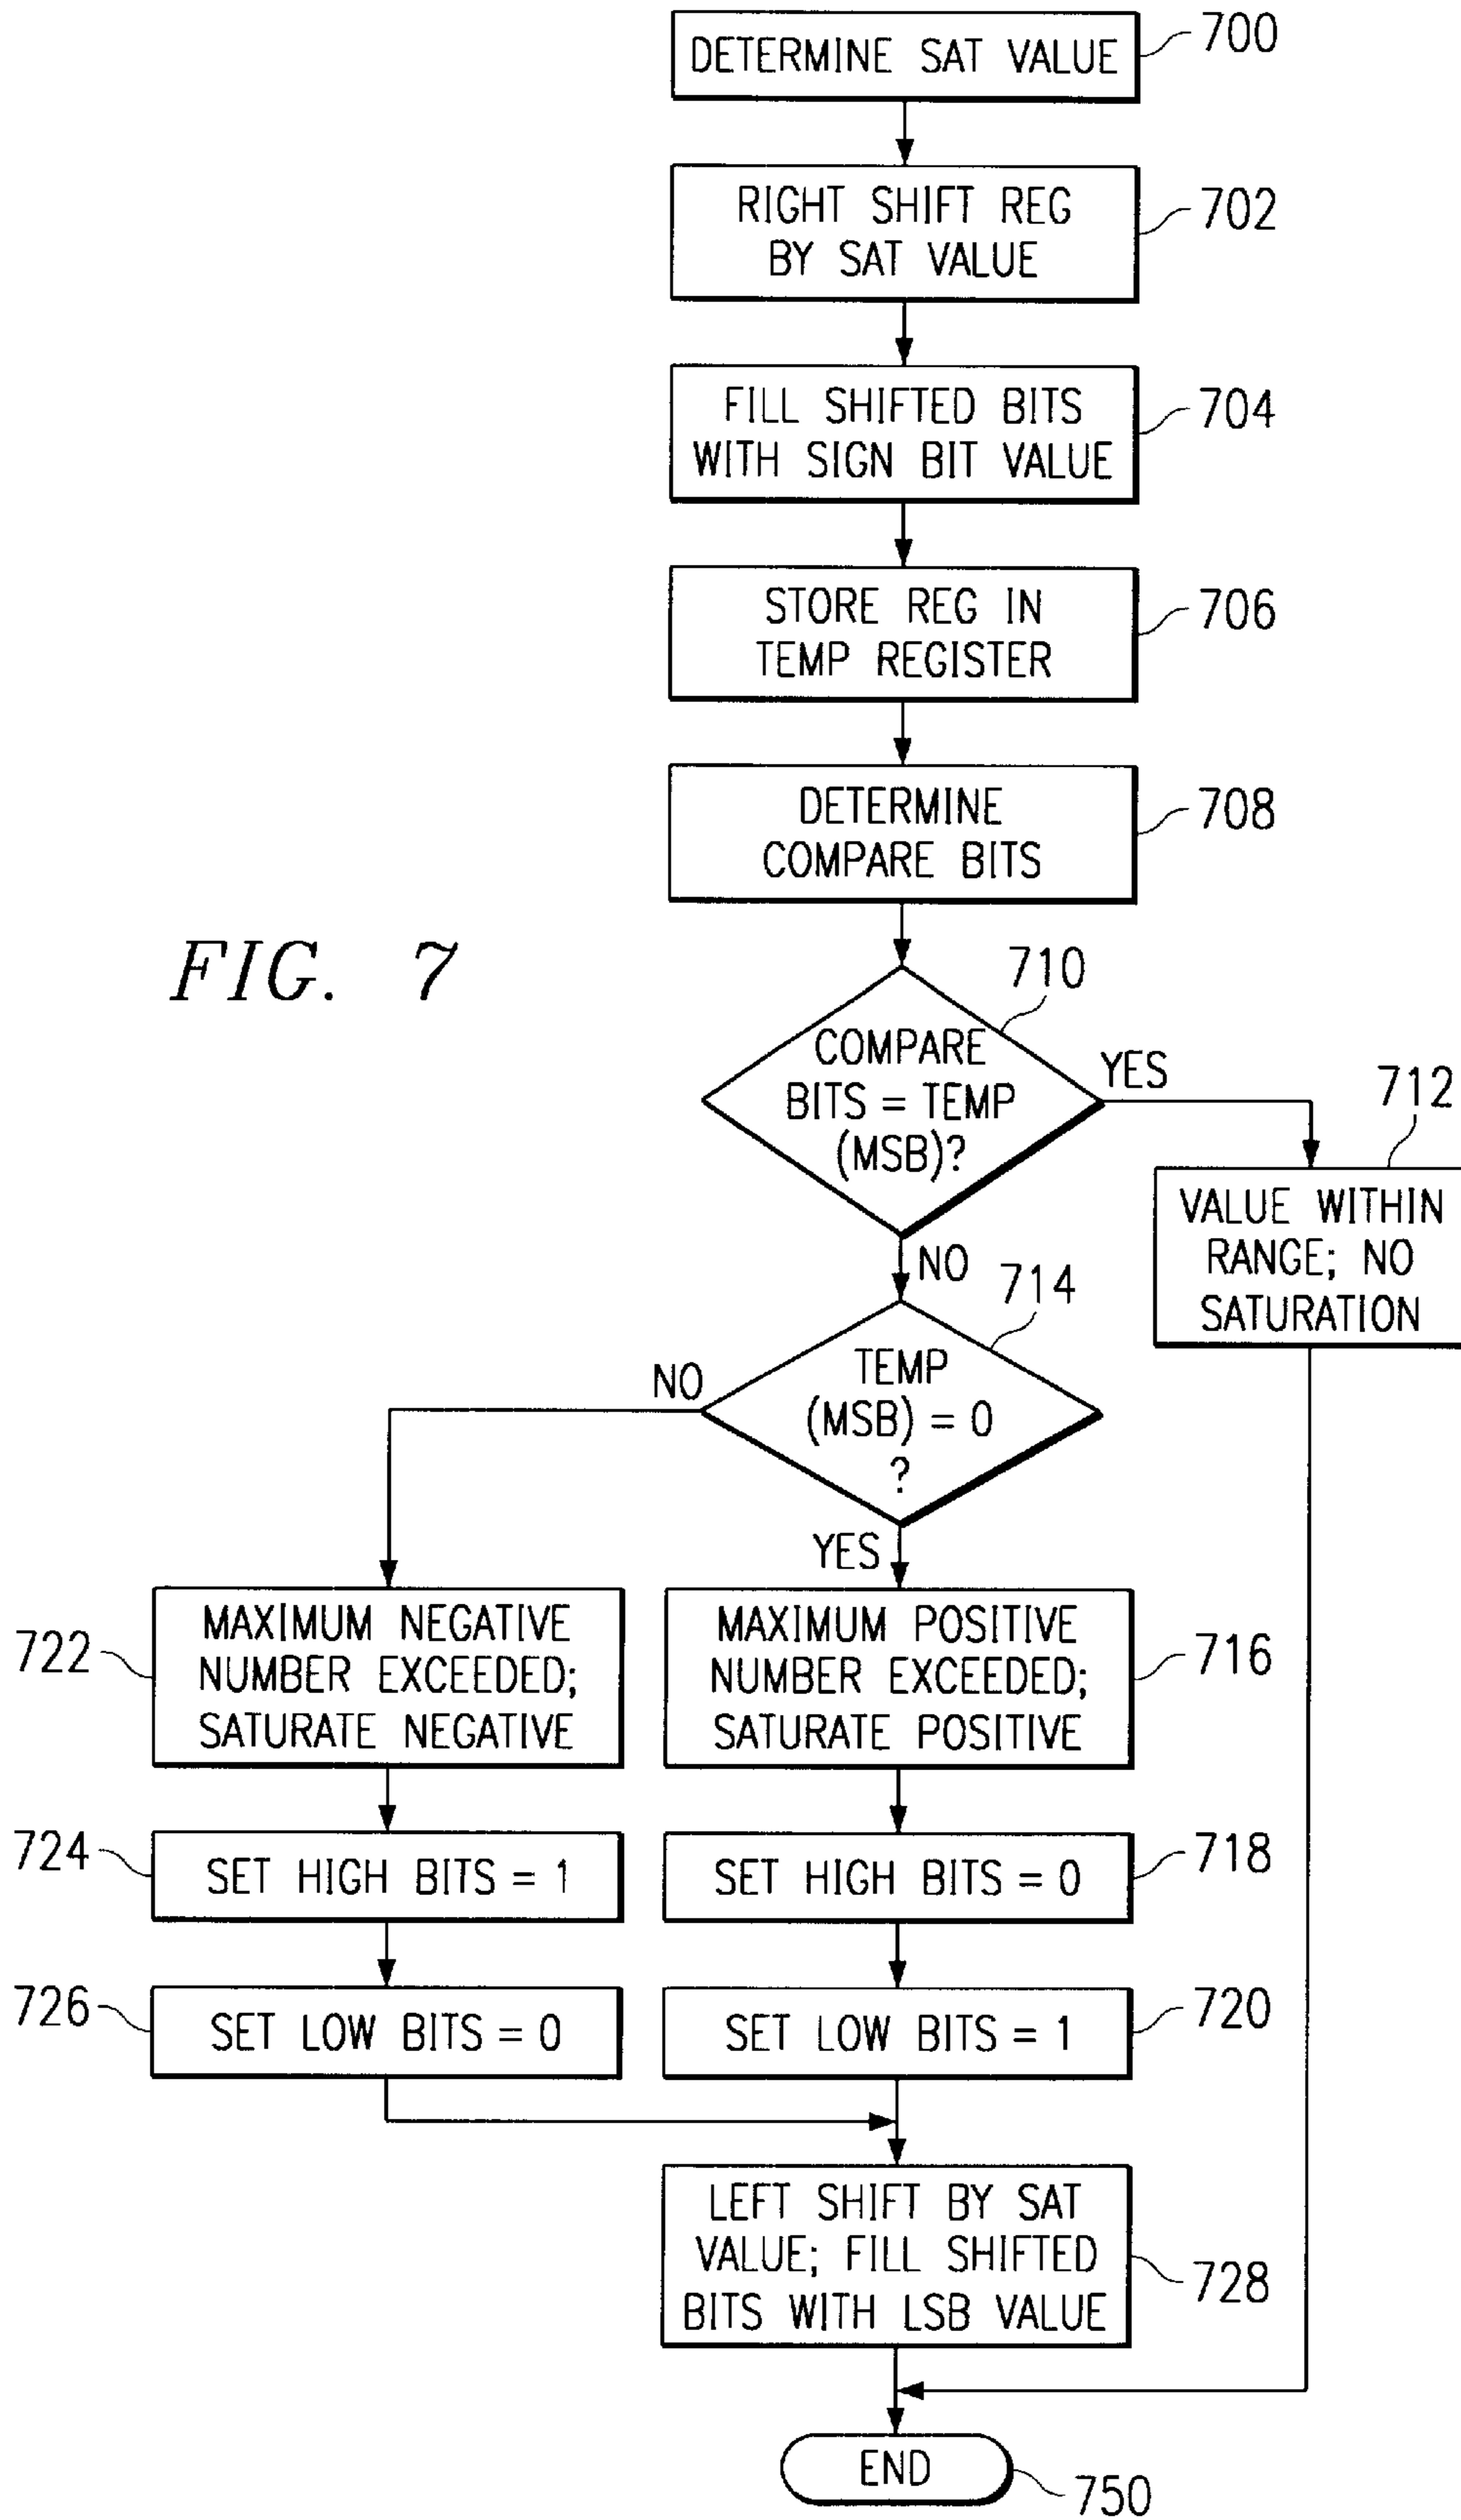 DETERMINE SAT VALUE
700
RIGHT SHIFT REG
BY SAT VALUE
702
FILL SHIFTED BITS
WITH SIGN BIT VALUE
704
STORE REG IN
TEMP REGISTER
706
DETERMINE
COMPARE BITS
708
FIG. 7
710
COMPARE
BITS = TEMP
(MSB)?
YES
712
VALUE WITHIN
RANGE; NO
SATURATION
NO
714
TEMP
(MSB) = 0
?
NO
YES
722
MAXIMUM NEGATIVE
NUMBER EXCEEDED;
SATURATE NEGATIVE
MAXIMUM POSITIVE
NUMBER EXCEEDED;
SATURATE POSITIVE
716
724
SET HIGH BITS = 1
SET HIGH BITS = 0
718
726
SET LOW BITS = 0
SET LOW BITS = 1
720
LEFT SHIFT BY SAT
VALUE; FILL SHIFTED
BITS WITH LSB VALUE
728
END
750